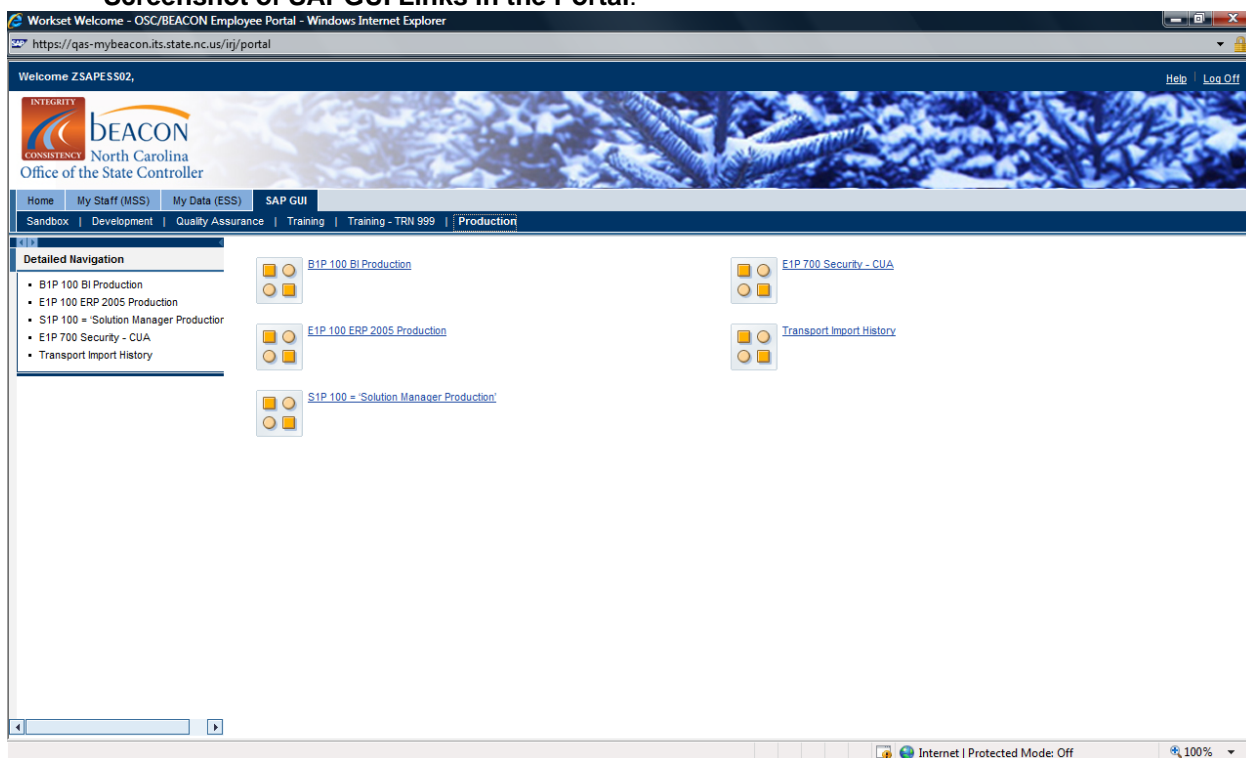 Screenshot of SAP GUI Links in the Portal.
Workset Welcome - OSC/BEACON Employee Portal - Windows Internet Explorer
https://qas-mybeacon.its.state.nc.us/irj/portal
Welcome ZSAPESS02,
Help Log Off
INTEGRITY
CONSISTENCY
BEACON
North Carolina
Office of the State Controller
Home My Staff (MSS) My Data (ESS) SAP GUI
Sandbox | Development | Quality Assurance | Training | Training - TRN 999 | Production
Detailed Navigation
B1P 100 BI Production
E1P 100 ERP 2005 Production
S1P 100 = 'Solution Manager Production
E1P 700 Security - CUA
Transport Import History
B1P 100 BI Production
E1P 700 Security - CUA
E1P 100 ERP 2005 Production
Transport Import History
S1P 100 = 'Solution Manager Production'
Internet | Protected Mode: Off
100%